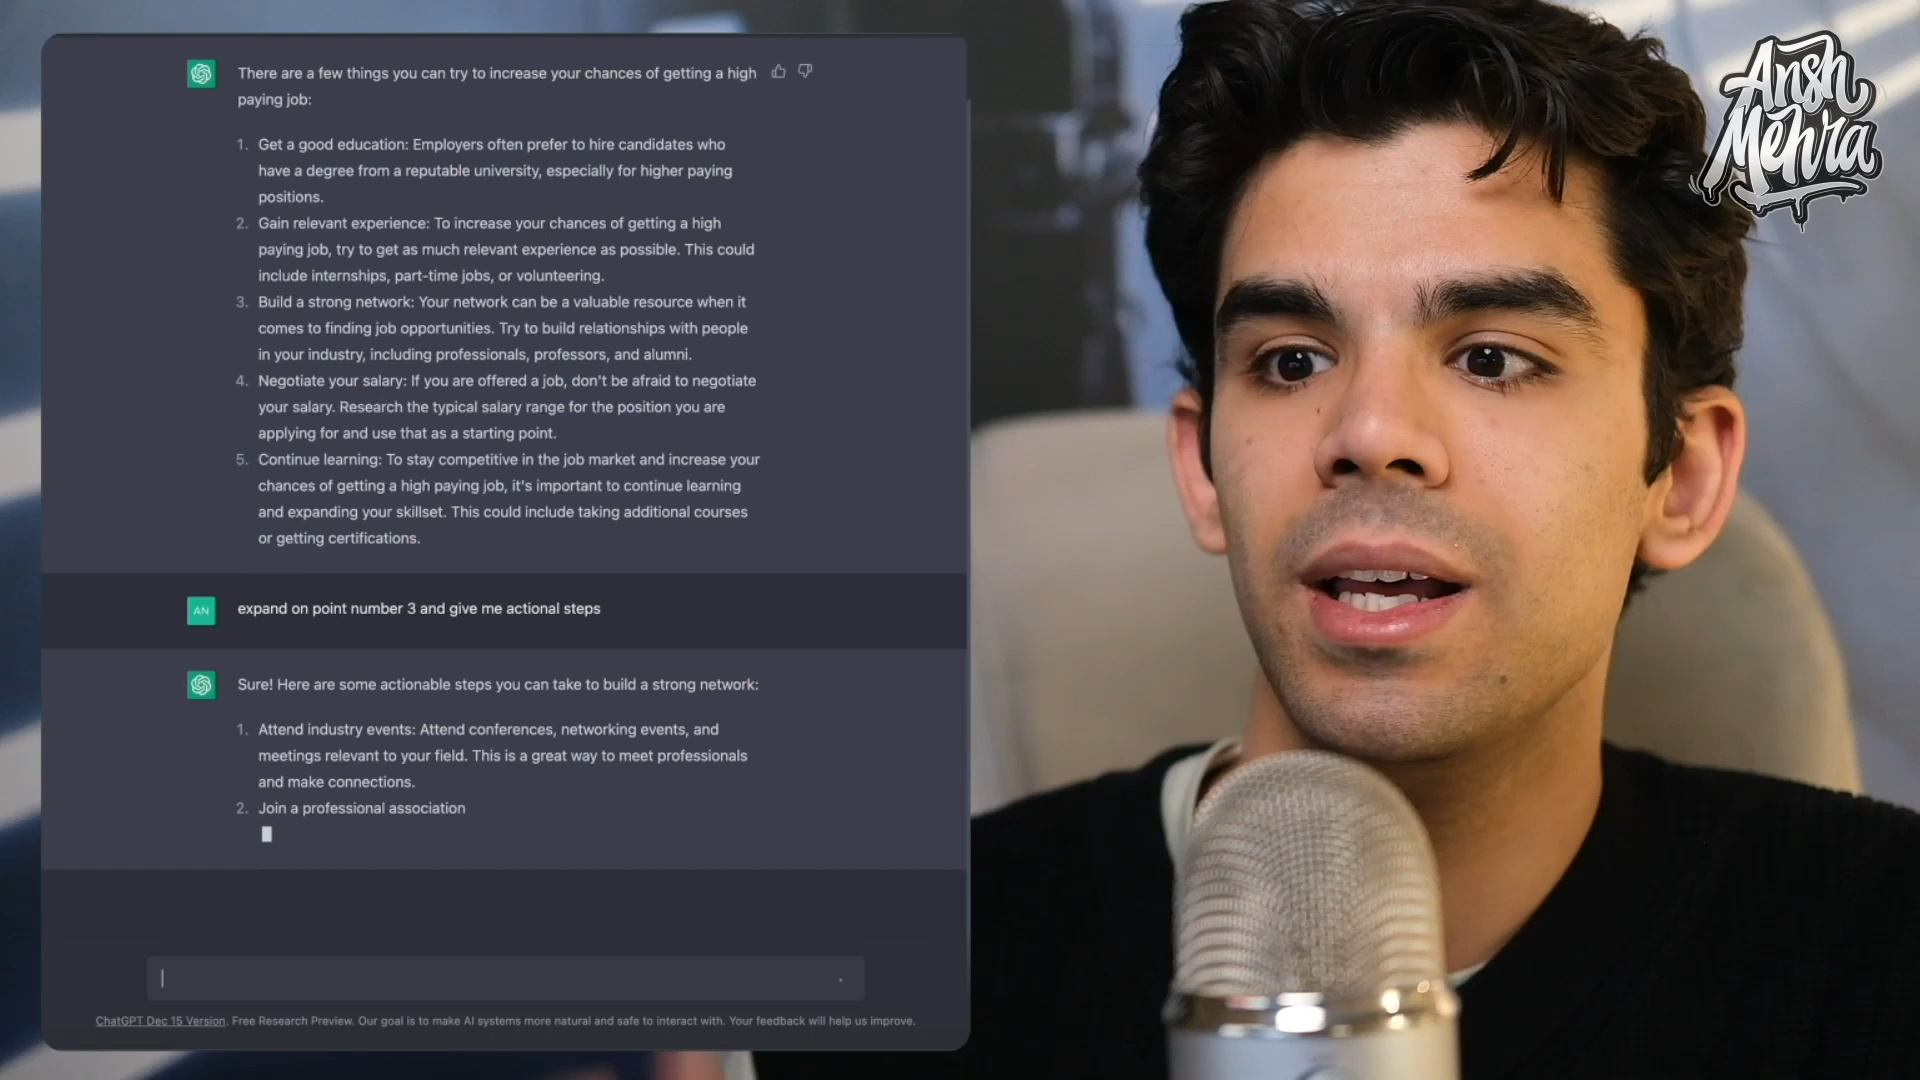 There are a few things you can try to increase your chances of getting a high
paying job:
1. Get a good education: Employers often prefer to hire candidates who
have a degree from a reputable university, especially for higher paying
positions.
2. Gain relevant experience: To increase your chances of getting a high
paying job, try to get as much relevant experience as possible. This could
include internships, part-time jobs, or volunteering.
3. Build a strong network: Your network can be a valuable resource when it
comes to finding job opportunities. Try to build relationships with people
in your industry, including professionals, professors, and alumni.
4. Negotiate your salary: If you are offered a job, don't be afraid to negotiate
your salary. Research the typical salary range for the position you are
applying for and use that as a starting point.
5. Continue learning: To stay competitive in the job market and increase your
chances of getting a high paying job, it's important to continue learning
and expanding your skillset. This could include taking additional courses
or getting certifications.
AN
expand on point number 3 and give me actional steps
Sure! Here are some actionable steps you can take to build a strong network:
1. Attend industry events: Attend conferences, networking events, and
meetings relevant to your field. This is a great way to meet professionals
and make connections.
2. Join a professional association
ChatGPT Dec 15 Version. Free Research Preview. Our goal is to make AI systems more natural and safe to interact with. Your feedback will help us improve.
Ansh
Mehra